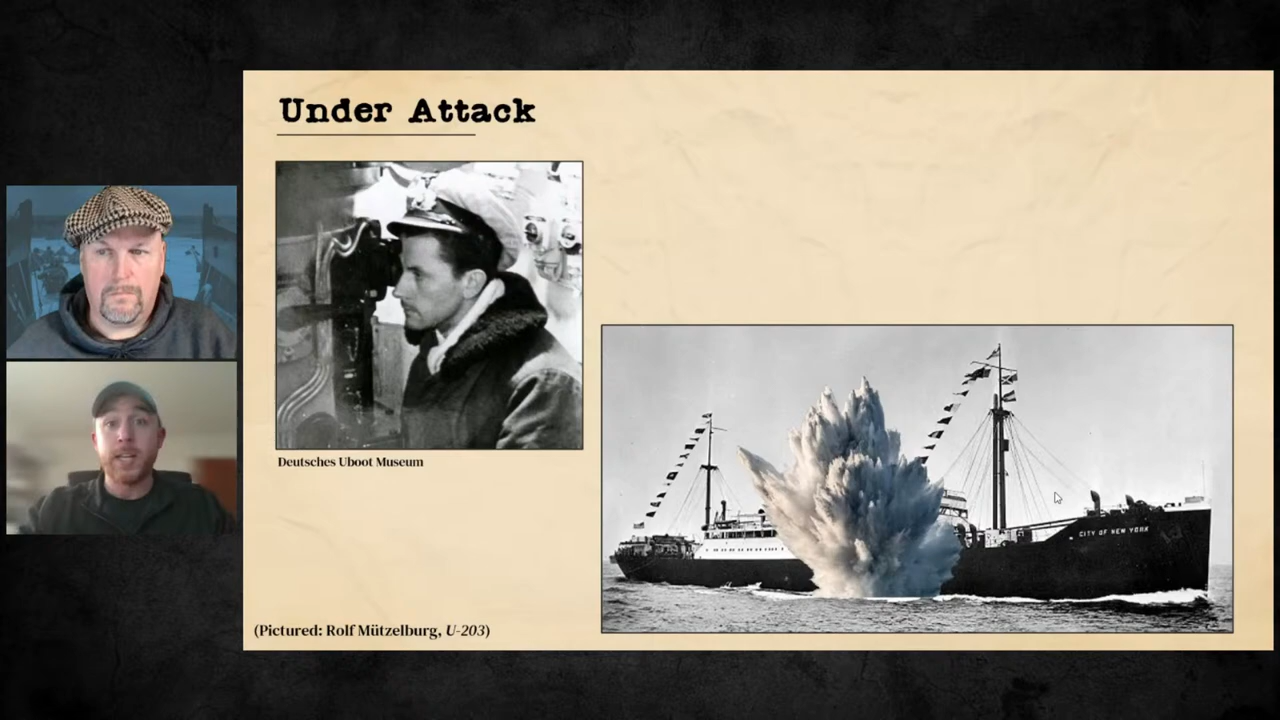 Under Attack
Deutsches Uboot Museum
CITY OF NEW YORK
(Pictured: Rolf Mützelburg, U-203)